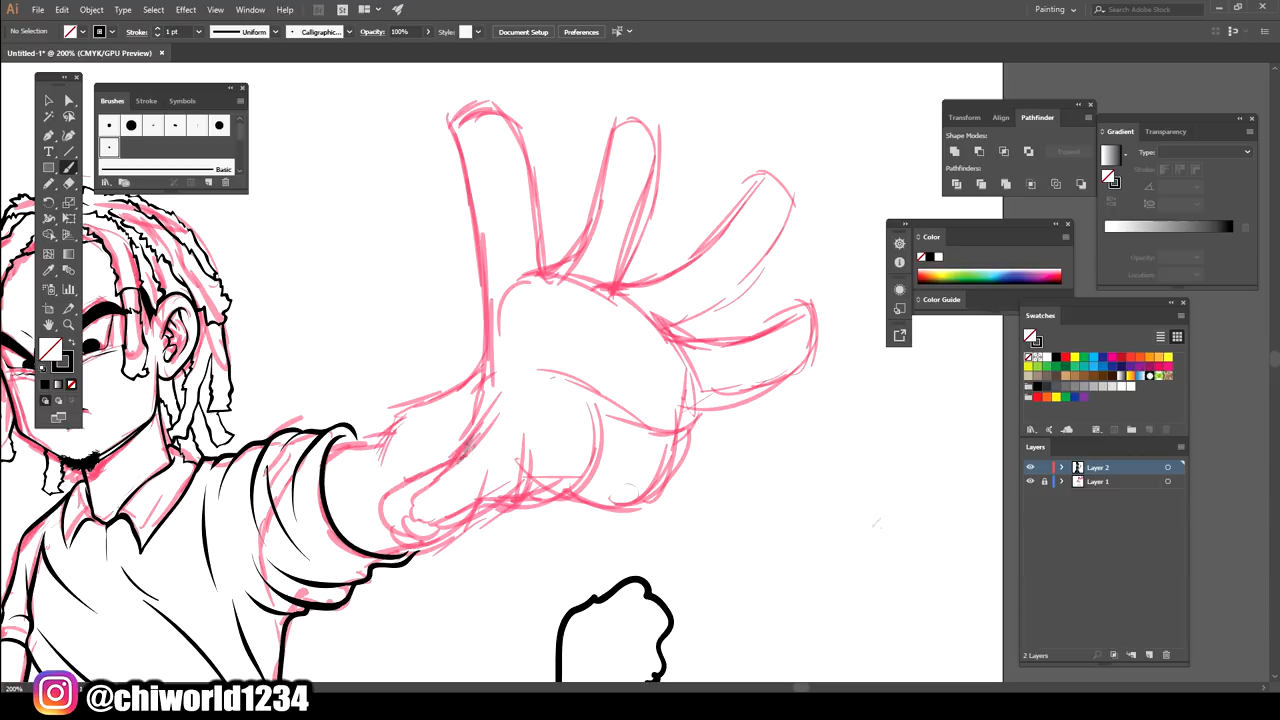 Ai File Edit Object Type Select Effect View Window Help Br St Painting Search Adobe Stock
No Selection Stroke: 1 pt Uniform Calligraphic... Opacity: 100% Style: Document Setup Preferences
Untitled-1* @ 200% (CMYK/GPU Preview)
Brushes Stroke Symbols
Basic
Transform Align Pathfinder
Shape Modes:
Expand
Pathfinders:
Gradient Transparency
Type:
Stroke:
Opacity:
Location:
Color
Color Guide
Swatches
Layers
Layer 2
Layer 1
2 Layers
200%
@chiworld1234